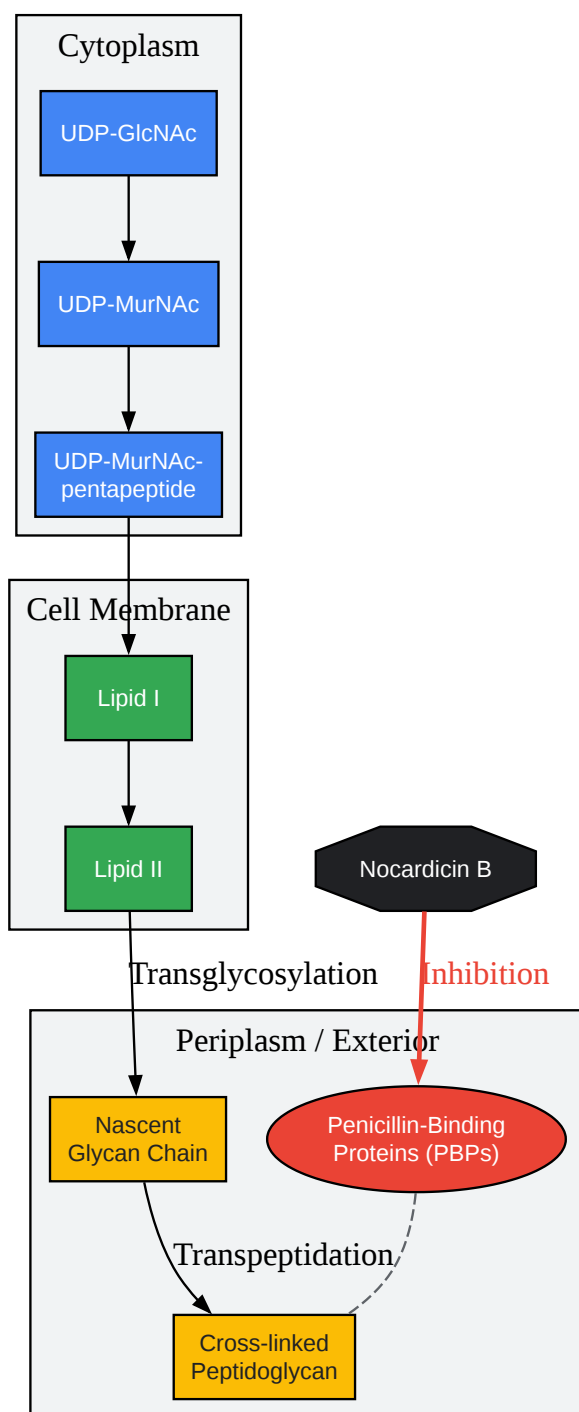 Cytoplasm
UDP-GlcNAc
UDP-MurNAc
UDP-MurNAc-
pentapeptide
Cell Membrane
Lipid I
Lipid II
Nocardicin B
Transglycosylation
Inhibition
Periplasm / Exterior
Nascent
Glycan Chain
Penicillin-Binding
Proteins (PBPs)
Transpeptidation
Cross-linked
Peptidoglycan